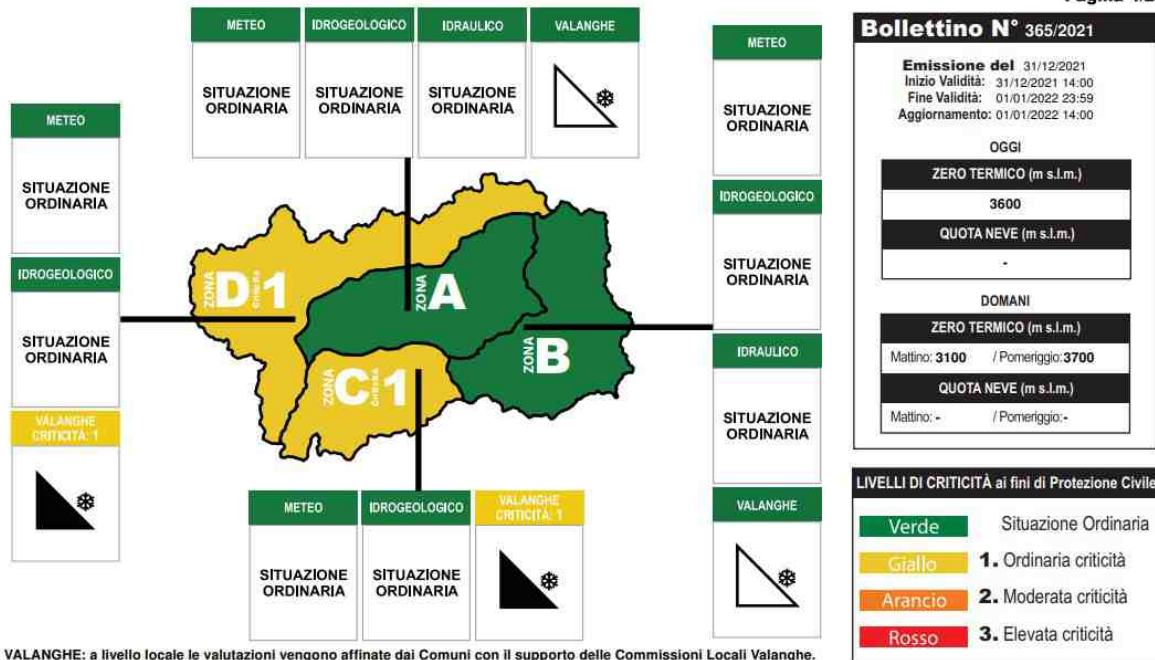 METEO
IDROGEOLOGICO
IDRAULICO
VALANGHE
SITUAZIONE
ORDINARIA
SITUAZIONE
ORDINARIA
SITUAZIONE
ORDINARIA
METEO
SITUAZIONE
ORDINARIA
IDROGEOLOGICO
SITUAZIONE
ORDINARIA
VALANGHE
CRITICITÀ: 1
ZONA
D
Criticità
1
ZONA
A
ZONA
B
ZONA
C
Criticità
1
METEO
SITUAZIONE
ORDINARIA
IDROGEOLOGICO
SITUAZIONE
ORDINARIA
IDRAULICO
SITUAZIONE
ORDINARIA
VALANGHE
METEO
IDROGEOLOGICO
VALANGHE
CRITICITÀ: 1
SITUAZIONE
ORDINARIA
SITUAZIONE
ORDINARIA
VALANGHE: a livello locale le valutazioni vengono affinate dai Comuni con il supporto delle Commissioni Locali Valanghe.
Bollettino N° 365/2021
Emissione del 31/12/2021
Inizio Validità: 31/12/2021 14:00
Fine Validità: 01/01/2022 23:59
Aggiornamento: 01/01/2022 14:00
OGGI
ZERO TERMICO (m s.l.m.)
3600
QUOTA NEVE (m s.l.m.)
-
DOMANI
ZERO TERMICO (m s.l.m.)
Mattino: 3100 / Pomeriggio: 3700
QUOTA NEVE (m s.l.m.)
Mattino: - / Pomeriggio: -
LIVELLI DI CRITICITÀ ai fini di Protezione Civile
Verde Situazione Ordinaria
Giallo 1. Ordinaria criticità
Arancio 2. Moderata criticità
Rosso 3. Elevata criticità